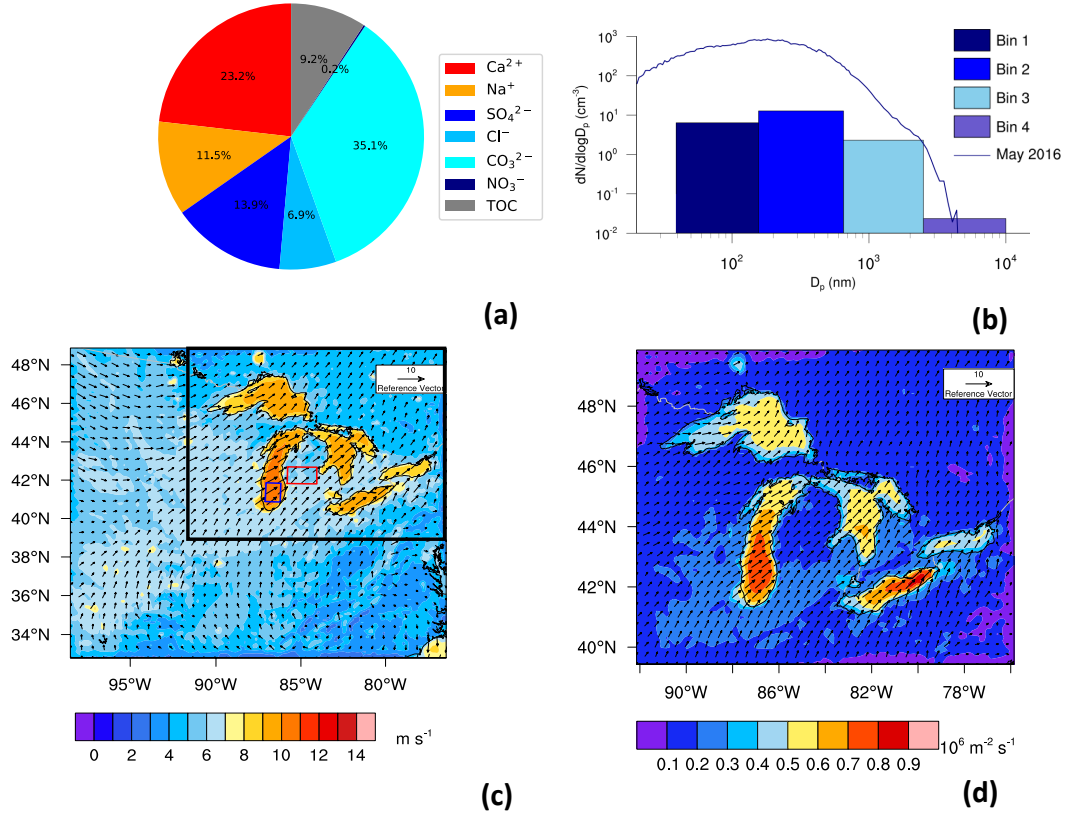 9.2%
0.2%
23.2%
35.1%
11.5%
13.9%
6.9%
Ca²⁺
Na⁺
SO₄²⁻
Cl⁻
CO₃²⁻
NO₃⁻
TOC
(a)
dN/dlogDₚ (cm⁻³)
10³
10²
10¹
10⁰
10⁻¹
10⁻²
10² 10³ 10⁴
Dₚ (nm)
Bin 1
Bin 2
Bin 3
Bin 4
May 2016
(b)
48°N
46°N
44°N
42°N
40°N
38°N
36°N
34°N
10
Reference Vector
95°W 90°W 85°W 80°W
0 2 4 6 8 10 12 14
m s⁻¹
(c)
48°N
46°N
44°N
42°N
40°N
10
Reference Vector
90°W 86°W 82°W 78°W
0.1 0.2 0.3 0.4 0.5 0.6 0.7 0.8 0.9
10⁶ m⁻² s⁻¹
(d)